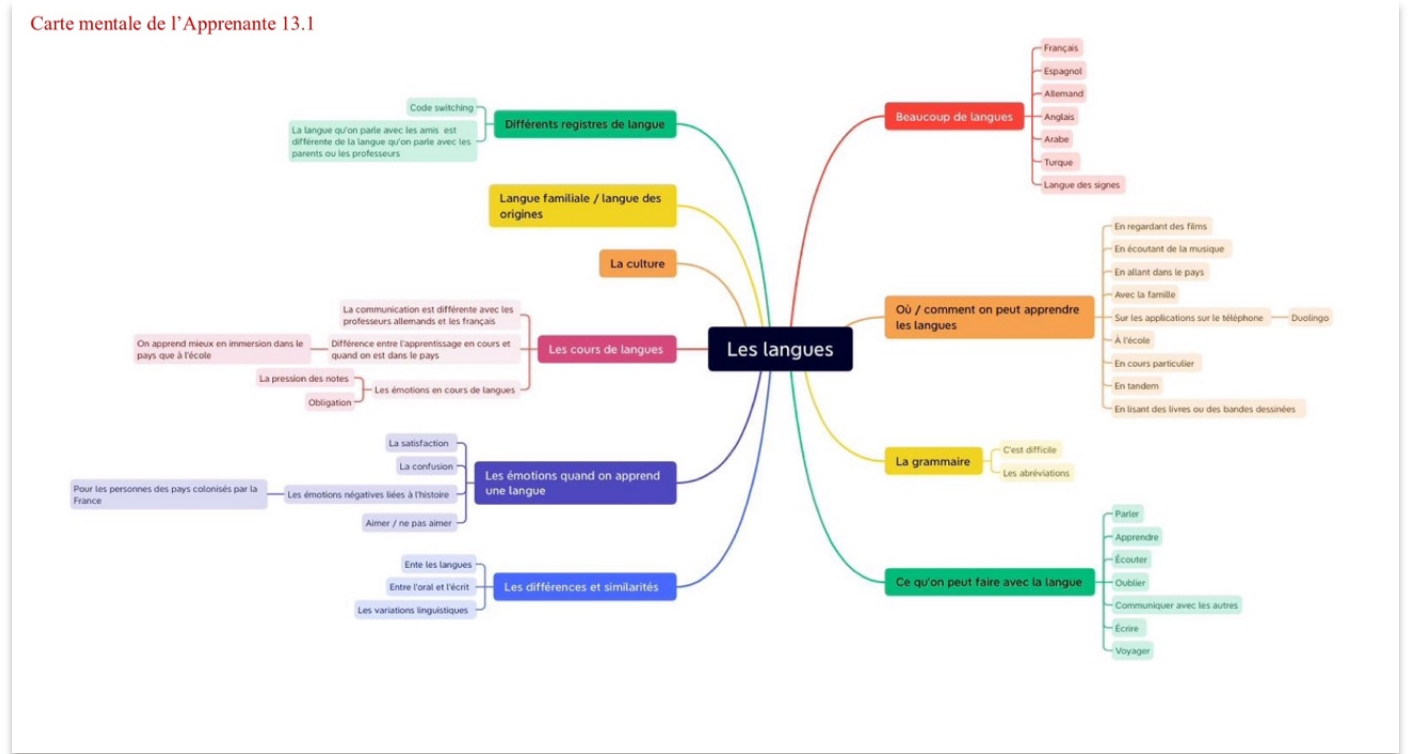 Carte mentale de l'Apprenante 13.1
Les langues
Beaucoup de langues
Français
Espagnol
Allemand
Anglais
Arabe
Turque
Langue des signes
Où / comment on peut apprendre
les langues
En regardant des films
En écoutant de la musique
En allant dans le pays
Avec la famille
Sur les applications sur le téléphone
Duolingo
À l'école
En cours particulier
En tandem
En lisant des livres ou des bandes dessinées
La grammaire
C'est difficile
Les abréviations
Ce qu'on peut faire avec la langue
Parler
Apprendre
Écouter
Oublier
Communiquer avec les autres
Écrire
Voyager
Différents registres de langue
Code switching
La langue qu'on parle avec les amis est
différente de la langue qu'on parle avec les
parents ou les professeurs
Langue familiale / langue des
origines
La culture
Les cours de langues
La communication est différente avec les
professeurs allemands et les français
Différence entre l'apprentissage en cours et
quand on est dans le pays
On apprend mieux en immersion dans le
pays que à l'école
Les émotions en cours de langues
La pression des notes
Obligation
Les émotions quand on apprend
une langue
La satisfaction
La confusion
Les émotions négatives liées à l'histoire
Pour les personnes des pays colonisés par la
France
Aimer / ne pas aimer
Les différences et similarités
Ente les langues
Entre l'oral et l'écrit
Les variations linguistiques